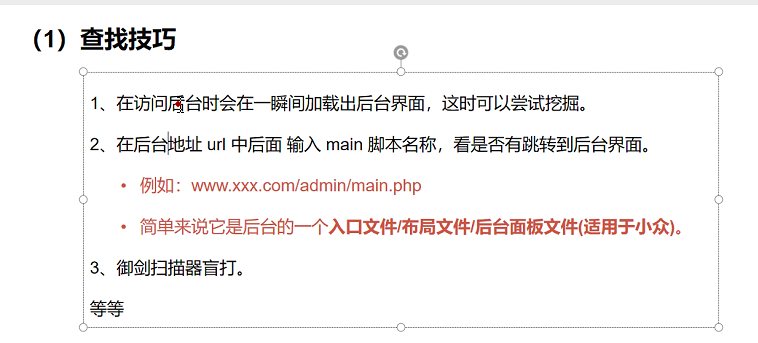 （1）查找技巧
1、在访问后台时会在一瞬间加载出后台界面，这时可以尝试挖掘。
2、在后台地址 url 中后面 输入 main 脚本名称，看是否有跳转到后台界面。
• 例如：www.xxx.com/admin/main.php
• 简单来说它是后台的一个入口文件/布局文件/后台面板文件(适用于小众)。
3、御剑扫描器盲打。
等等